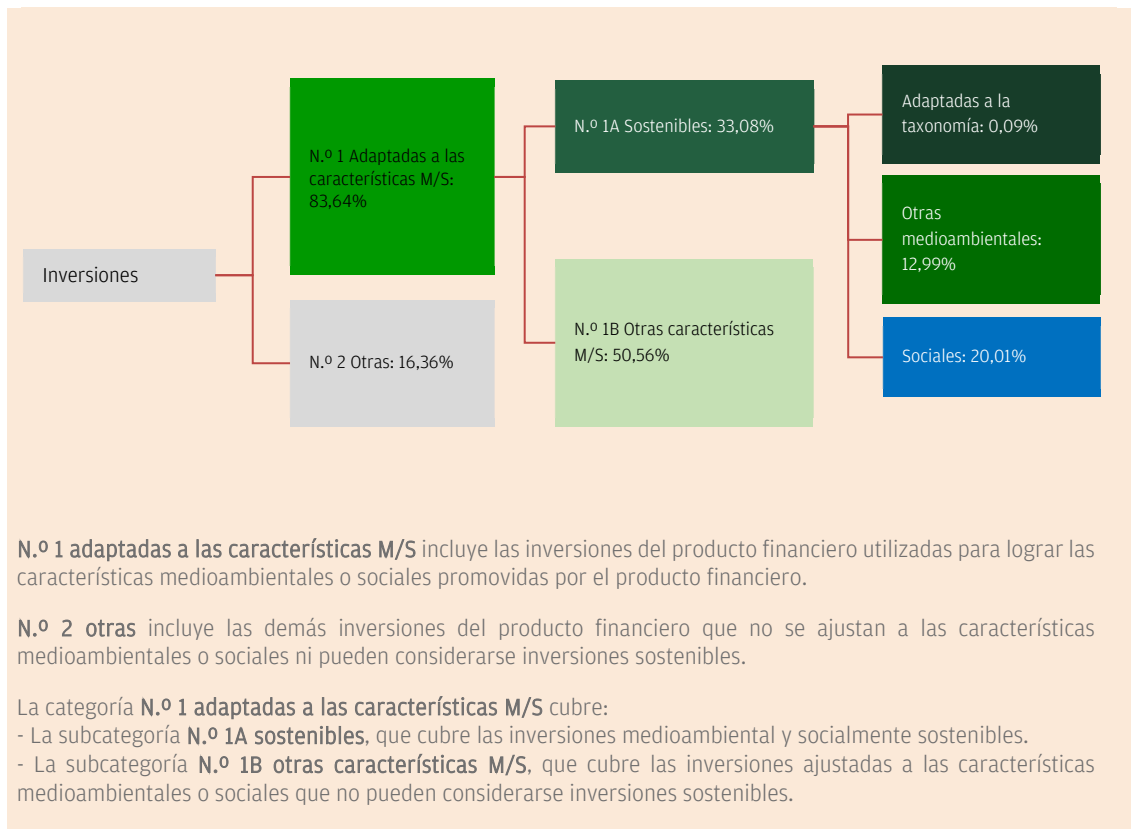 Inversiones
N.º 1 Adaptadas a las
características M/S:
83,64%
N.º 2 Otras: 16,36%
N.º 1A Sostenibles: 33,08%
N.º 1B Otras características
M/S: 50,56%
Adaptadas a la
taxonomía: 0,09%
Otras
medioambientales:
12,99%
Sociales: 20,01%
N.º 1 adaptadas a las características M/S incluye las inversiones del producto financiero utilizadas para lograr las
características medioambientales o sociales promovidas por el producto financiero.
N.º 2 otras incluye las demás inversiones del producto financiero que no se ajustan a las características
medioambientales o sociales ni pueden considerarse inversiones sostenibles.
La categoría N.º 1 adaptadas a las características M/S cubre:
- La subcategoría N.º 1A sostenibles, que cubre las inversiones medioambiental y socialmente sostenibles.
- La subcategoría N.º 1B otras características M/S, que cubre las inversiones ajustadas a las características
medioambientales o sociales que no pueden considerarse inversiones sostenibles.